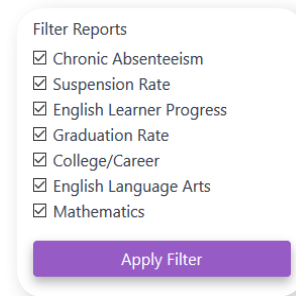 Filter Reports
Chronic Absenteeism
Suspension Rate
English Learner Progress
Graduation Rate
College/Career
English Language Arts
Mathematics
Apply Filter